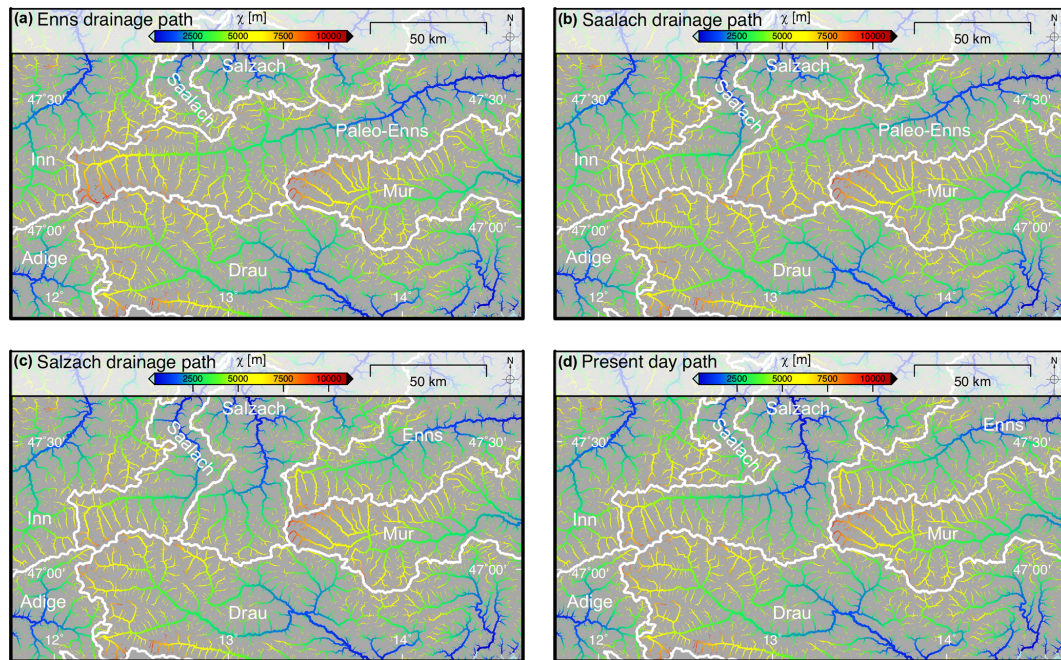 (a) Enns drainage path
χ [m]
N
2500 5000 7500 10000
50 km
Salzach
Saalach
47°30'
Paleo-Enns
Inn
Mur
47°00'
47°00'
Adige
Drau
12
13
14
(b) Saalach drainage path
χ [m]
N
2500 5000 7500 10000
50 km
Salzach
Saalach
47°30'
47°30'
Paleo-Enns
Inn
Mur
47°00'
47°00'
Adige
Drau
12
13
14
(c) Salzach drainage path
χ [m]
N
2500 5000 7500 10000
50 km
Salzach
Saalach
Enns
47°30'
47°30'
Inn
Mur
47°00'
47°00'
Adige
Drau
12
13
14
(d) Present day path
χ [m]
N
2500 5000 7500 10000
50 km
Salzach
Saalach
Enns
47°30'
47°30'
Inn
Mur
47°00'
47°00'
Adige
Drau
12
13
14